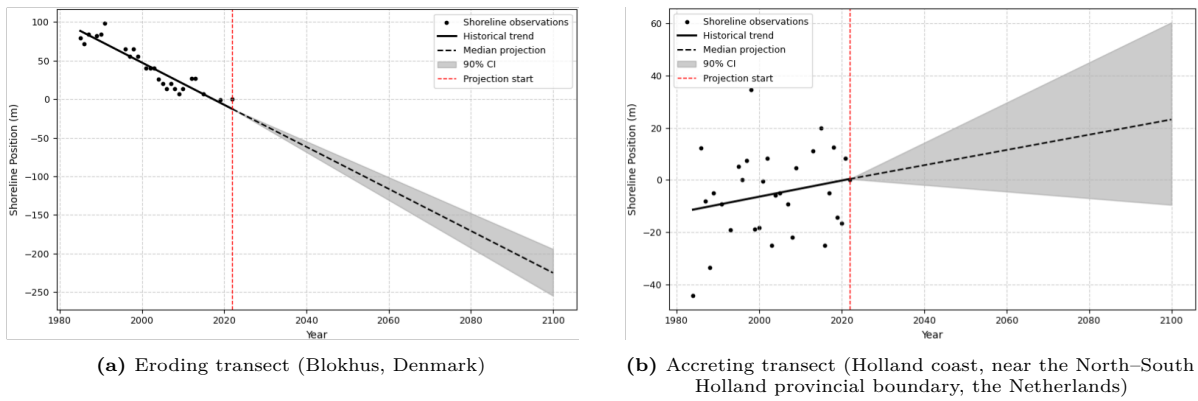 Shoreline Position (m)
100
50
0
−50
−100
−150
−200
−250
1980
2000
2020
2040
2060
2080
2100
Year
Shoreline observations
Historical trend
Median projection
90% CI
Projection start
(a) Eroding transect (Blokhus, Denmark)
Shoreline Position (m)
60
40
20
0
−20
−40
1980
2000
2020
2040
2060
2080
2100
Year
Shoreline observations
Historical trend
Median projection
90% CI
Projection start
(b) Accreting transect (Holland coast, near the North–South
Holland provincial boundary, the Netherlands)